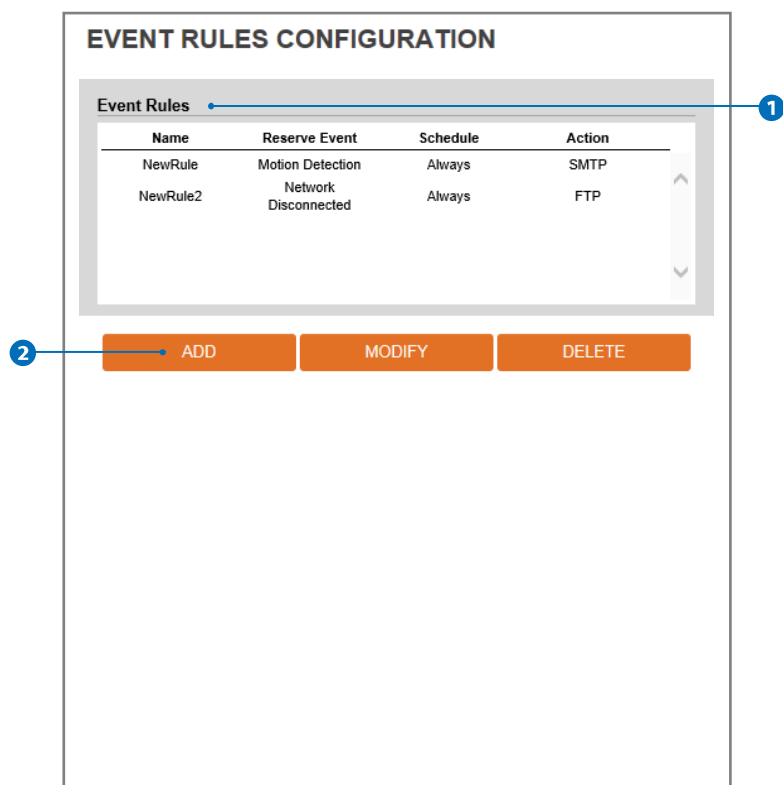 EVENT RULES CONFIGURATION
Event Rules
1
Name Reserve Event Schedule Action
NewRule Motion Detection Always SMTP
NewRule2 Network Disconnected Always FTP
2
ADD MODIFY DELETE